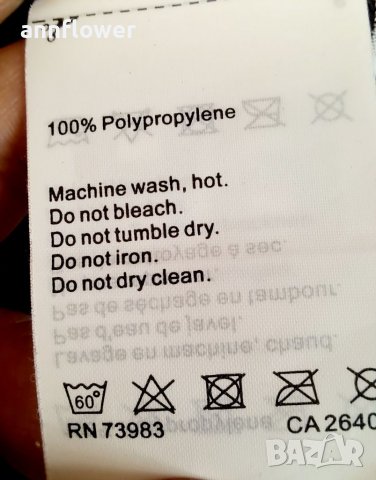 annflower
100% Polypropylene
Machine wash, hot.
Do not bleach.
Do not tumble dry.
Do not iron.
Do not dry clean.
60°
RN 73983
CA 2640
BAZAR